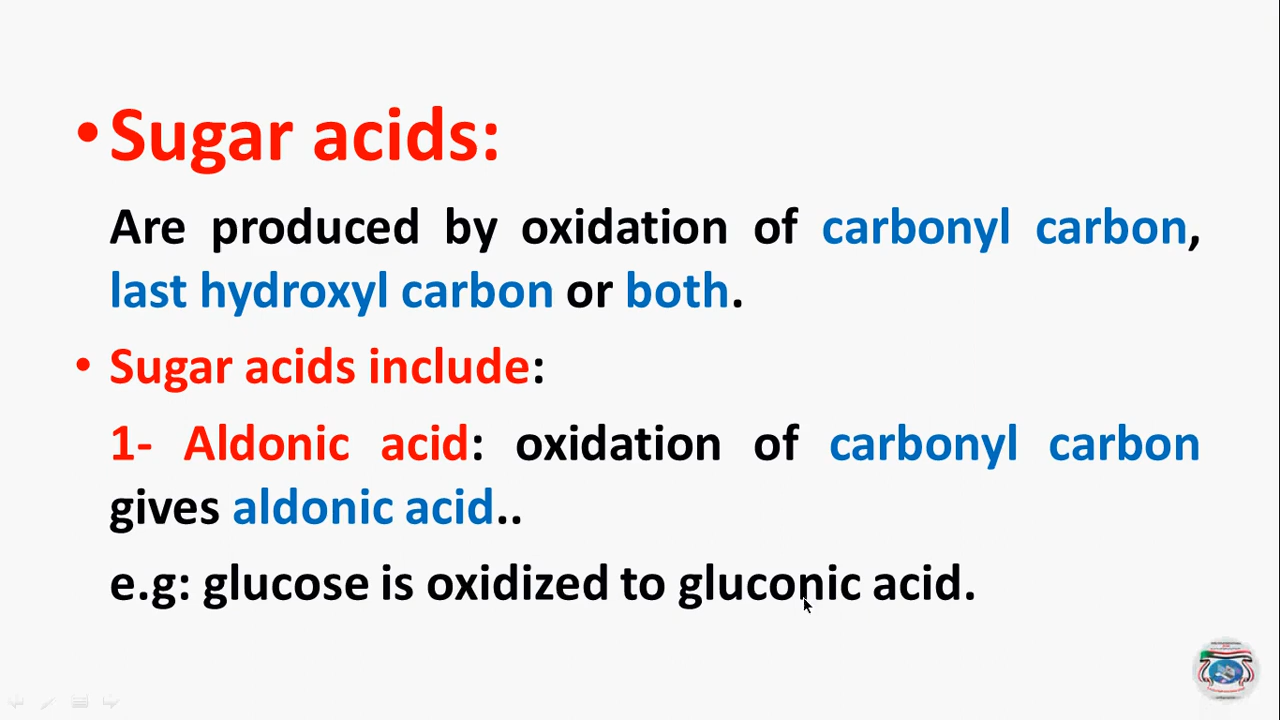 • Sugar acids:
Are produced by oxidation of carbonyl carbon,
last hydroxyl carbon or both.
• Sugar acids include:
1- Aldonic acid: oxidation of carbonyl carbon
gives aldonic acid..
e.g: glucose is oxidized to gluconic acid.